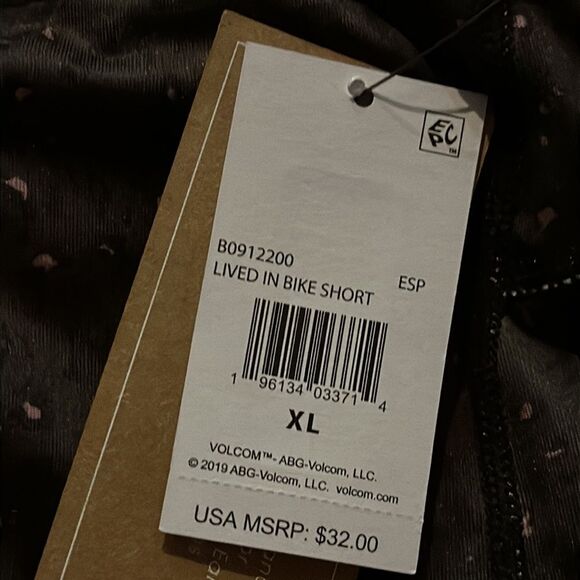 ECP™
B0912200
ESP
LIVED IN BIKE SHORT
1 96134 03371 4
XL
VOLCOM™- ABG-Volcom, LLC.
© 2019 ABG-Volcom, LLC. volcom.com
USA MSRP: $32.00